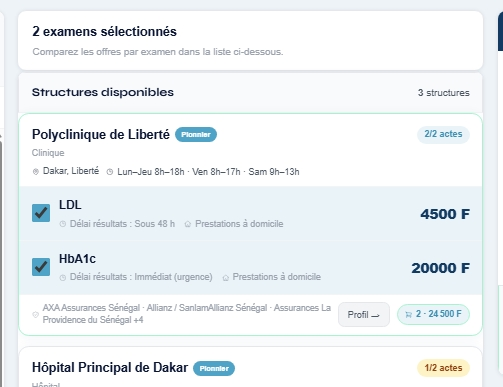 2 examens sélectionnés
Comparez les offres par examen dans la liste ci-dessous.
Structures disponibles
3 structures
Polyclinique de Liberté
Pionnier
2/2 actes
Clinique
Dakar, Liberté
Lun–Jeu 8h–18h · Ven 8h–17h · Sam 9h–13h
LDL
4500 F
Délai résultats : Sous 48 h
Prestations à domicile
HbA1c
20000 F
Délai résultats : Immédiat (urgence)
Prestations à domicile
AXA Assurances Sénégal · Allianz / SanlamAllianz Sénégal · Assurances La
Providence du Sénégal +4
Profil →
2 · 24 500 F
Hôpital Principal de Dakar
Pionnier
1/2 actes
Hôpital